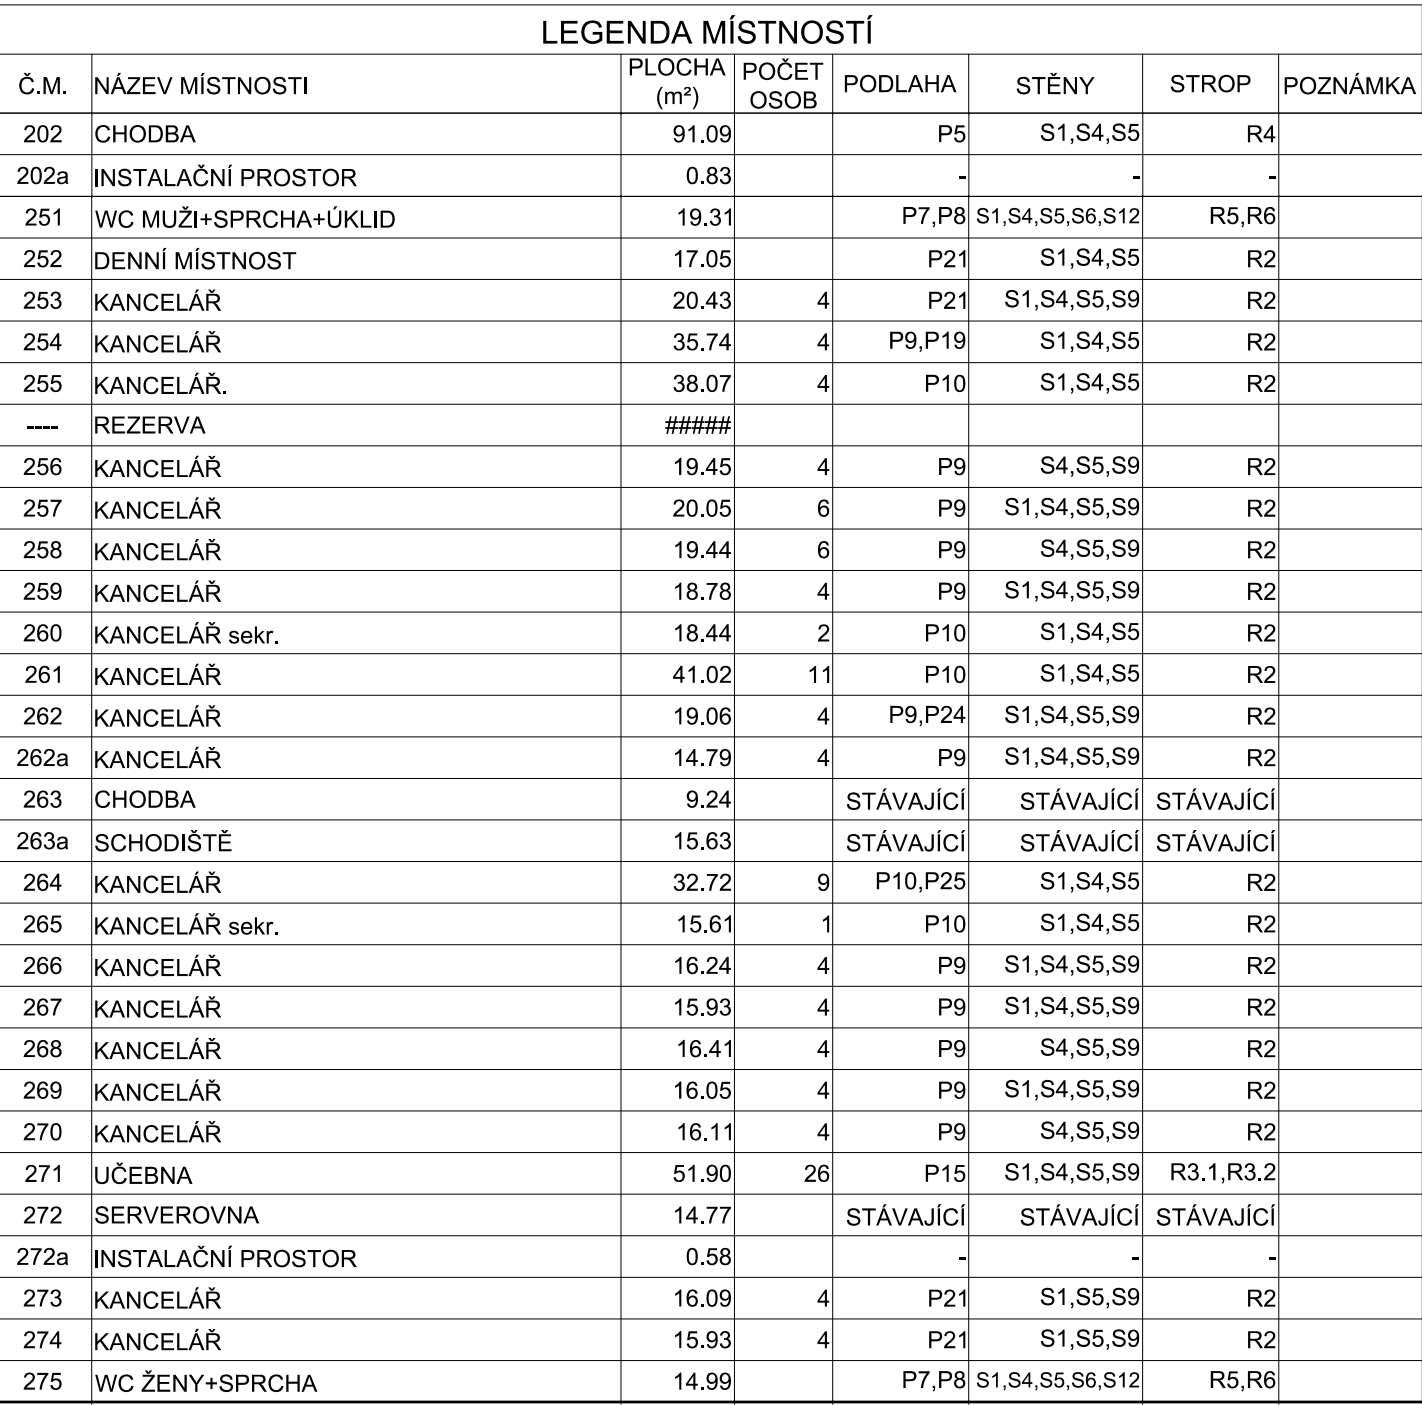 LEGENDA MÍSTNOSTÍ
Č.M. NÁZEV MÍSTNOSTI PLOCHA (m²) POČET OSOB PODLAHA STĚNY STROP POZNÁMKA
202 CHODBA 91.09 P5 S1,S4,S5 R4
202a INSTALAČNÍ PROSTOR 0.83 - - -
251 WC MUŽI+SPRCHA+ÚKLID 19.31 P7,P8 S1,S4,S5,S6,S12 R5,R6
252 DENNÍ MÍSTNOST 17.05 P21 S1,S4,S5 R2
253 KANCELÁŘ 20.43 4 P21 S1,S4,S5,S9 R2
254 KANCELÁŘ 35.74 4 P9,P19 S1,S4,S5 R2
255 KANCELÁŘ. 38.07 4 P10 S1,S4,S5 R2
---- REZERVA #####
256 KANCELÁŘ 19.45 4 P9 S4,S5,S9 R2
257 KANCELÁŘ 20.05 6 P9 S1,S4,S5,S9 R2
258 KANCELÁŘ 19.44 6 P9 S4,S5,S9 R2
259 KANCELÁŘ 18.78 4 P9 S1,S4,S5,S9 R2
260 KANCELÁŘ sekr. 18.44 2 P10 S1,S4,S5 R2
261 KANCELÁŘ 41.02 11 P10 S1,S4,S5 R2
262 KANCELÁŘ 19.06 4 P9,P24 S1,S4,S5,S9 R2
262a KANCELÁŘ 14.79 4 P9 S1,S4,S5,S9 R2
263 CHODBA 9.24 STÁVAJÍCÍ STÁVAJÍCÍ STÁVAJÍCÍ
263a SCHODIŠTĚ 15.63 STÁVAJÍCÍ STÁVAJÍCÍ STÁVAJÍCÍ
264 KANCELÁŘ 32.72 9 P10,P25 S1,S4,S5 R2
265 KANCELÁŘ sekr. 15.61 1 P10 S1,S4,S5 R2
266 KANCELÁŘ 16.24 4 P9 S1,S4,S5,S9 R2
267 KANCELÁŘ 15.93 4 P9 S1,S4,S5,S9 R2
268 KANCELÁŘ 16.41 4 P9 S4,S5,S9 R2
269 KANCELÁŘ 16.05 4 P9 S1,S4,S5,S9 R2
270 KANCELÁŘ 16.11 4 P9 S4,S5,S9 R2
271 UČEBNA 51.90 26 P15 S1,S4,S5,S9 R3.1,R3.2
272 SERVEROVNA 14.77 STÁVAJÍCÍ STÁVAJÍCÍ STÁVAJÍCÍ
272a INSTALAČNÍ PROSTOR 0.58 - - -
273 KANCELÁŘ 16.09 4 P21 S1,S5,S9 R2
274 KANCELÁŘ 15.93 4 P21 S1,S5,S9 R2
275 WC ŽENY+SPRCHA 14.99 P7,P8 S1,S4,S5,S6,S12 R5,R6